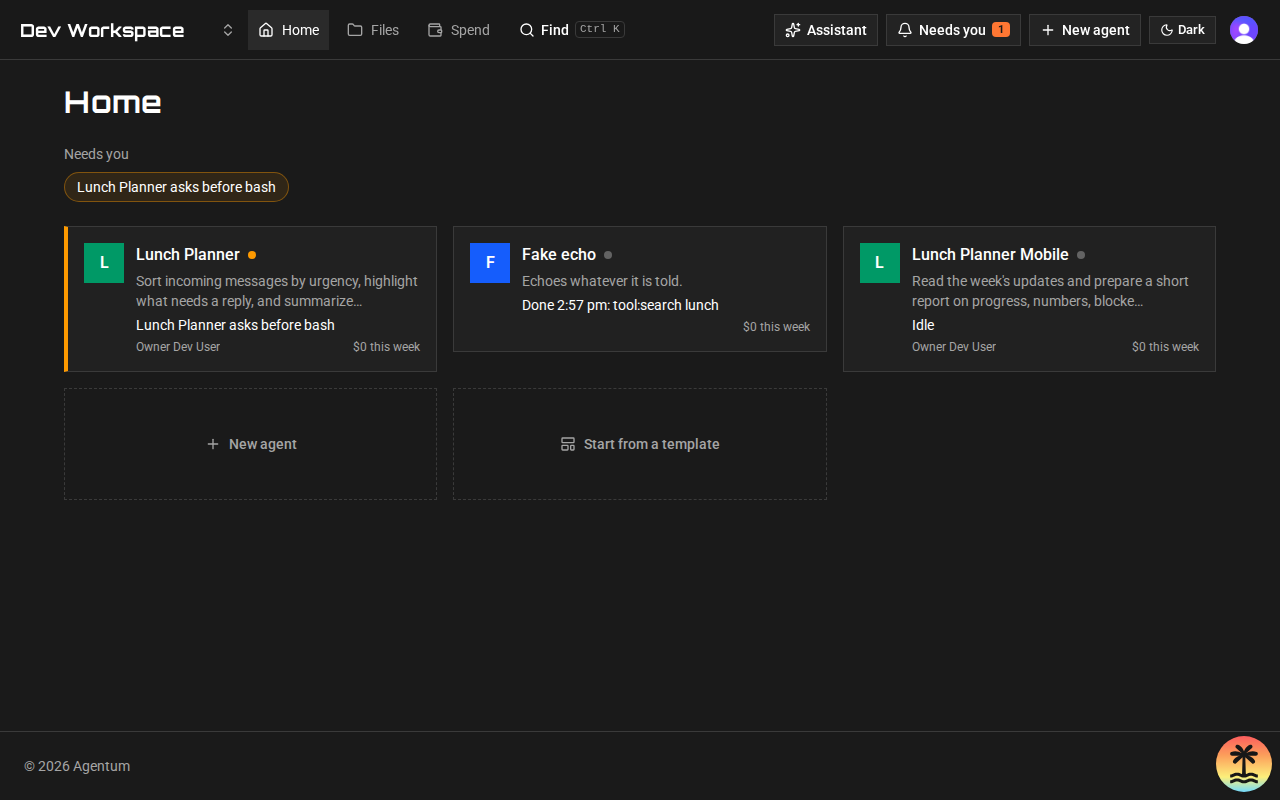 Dev Workspace
Home
Files
Spend
Find Ctrl K
Assistant
Needs you 1
New agent
Dark
Home
Needs you
Lunch Planner asks before bash
L
Lunch Planner
Sort incoming messages by urgency, highlight
what needs a reply, and summarize…
Lunch Planner asks before bash
Owner Dev User
$0 this week
F
Fake echo
Echoes whatever it is told.
Done 2:57 pm: tool:search lunch
$0 this week
L
Lunch Planner Mobile
Read the week's updates and prepare a short
report on progress, numbers, blocke…
Idle
Owner Dev User
$0 this week
New agent
Start from a template
© 2026 Agentum